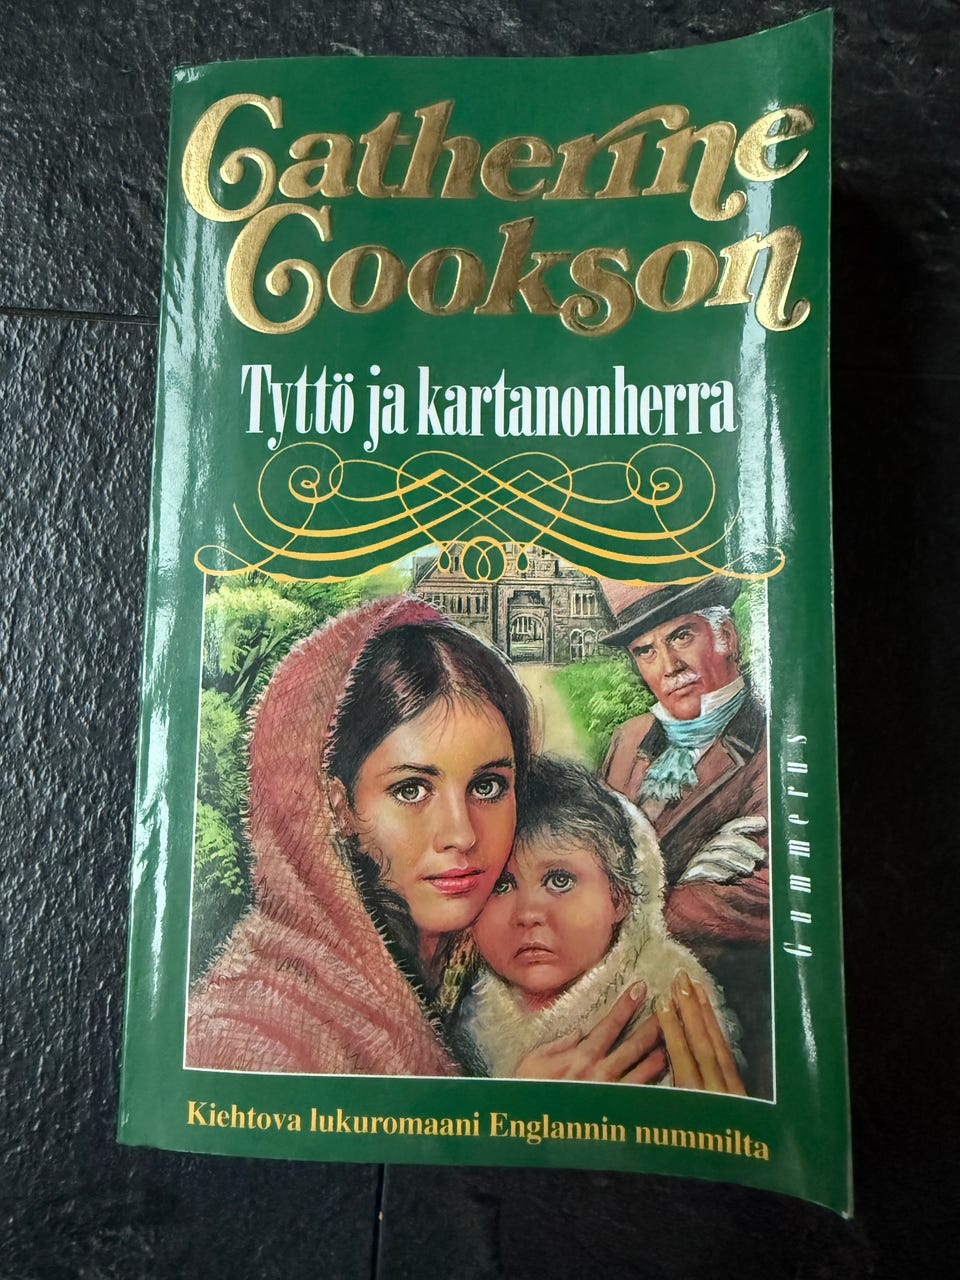 Catherine
Cookson
Tyttö ja kartanonherra
Gummerus
Kiehtova lukuromaani Englannin nummilta